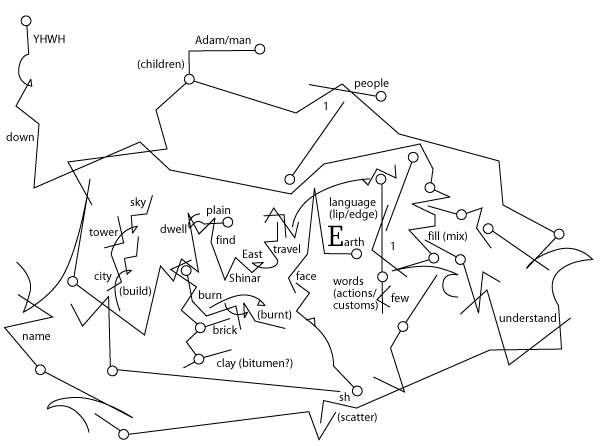 YHWH
Adam/man
(children)
people
1
down
sky
language
(lip/edge)
plain
dwell
tower
find
Earth
fill (mix)
1
travel
East
Shinar
face
city
(build)
words
(actions/
customs)
few
burn
(burnt)
brick
understand
name
clay (bitumen?)
sh
(scatter)